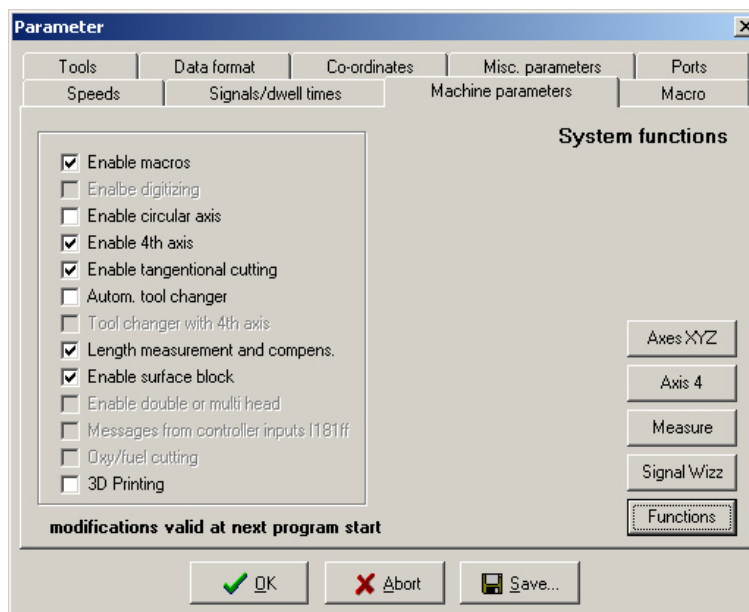 Parameter
Tools Data format Co-ordinates Misc. parameters Ports
Speeds Signals/dwell times Machine parameters Macro
System functions
Enable macros
Enalbe digitizing
Enable circular axis
Enable 4th axis
Enable tangentional cutting
Autom. tool changer
Tool changer with 4th axis
Length measurement and compens.
Enable surface block
Enable double or multi head
Messages from controller inputs I181ff
Oxy/fuel cutting
3D Printing
modifications valid at next program start
Axes XYZ
Axis 4
Measure
Signal Wizz
Functions
OK Abort Save...